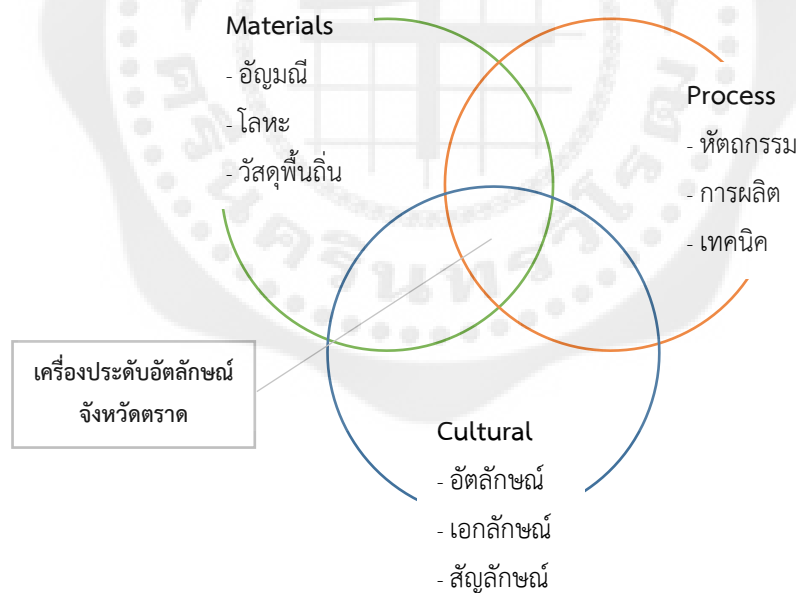 Materials
- อัญมณี
- โลหะ
- วัสดุพื้นถิ่น
Process
- หัตถกรรม
- การผลิต
- เทคนิค
เครื่องประดับอัตลักษณ์
จังหวัดตราด
Cultural
- อัตลักษณ์
- เอกลักษณ์
- สัญลักษณ์